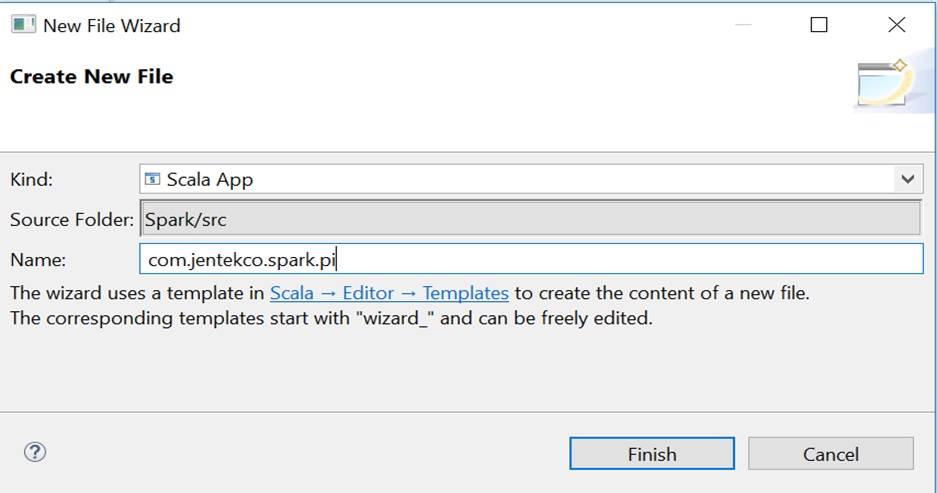 New File Wizard
Create New File
Kind: Scala App
Source Folder: Spark/src
Name: com.jentekco.spark.pi
The wizard uses a template in Scala → Editor → Templates to create the content of a new file.
The corresponding templates start with "wizard_" and can be freely edited.
? Finish Cancel